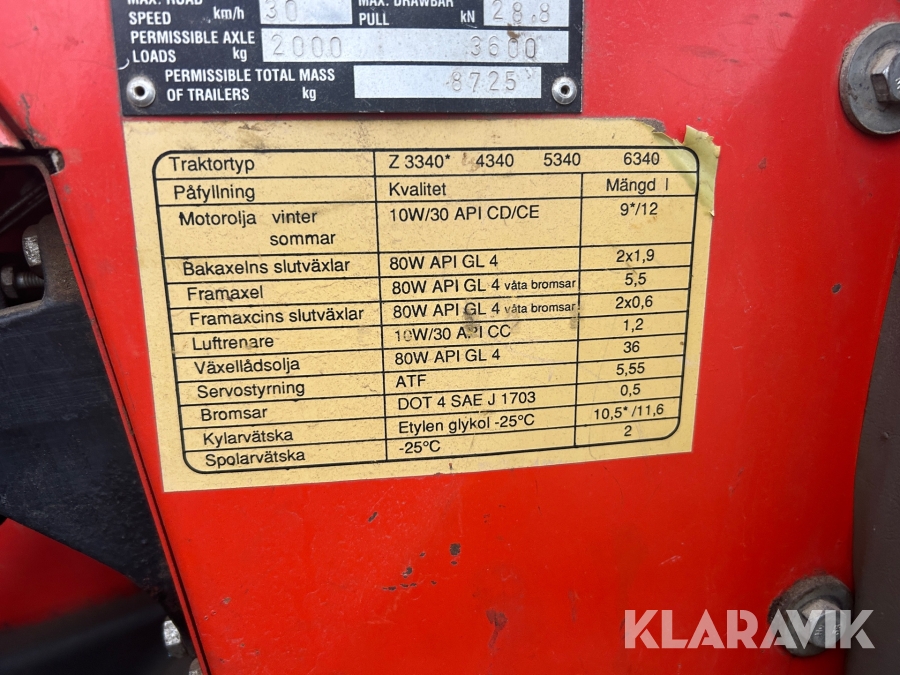 MAX. ROAD SPEED km/h 30 MAX. DRAWBAR PULL kN 28.8
PERMISSIBLE AXLE LOADS kg 2000 3600
PERMISSIBLE TOTAL MASS OF TRAILERS kg 8725
Traktortyp Z 3340* 4340 5340 6340
Påfyllning Kvalitet Mängd l
Motorolja vinter 10W/30 API CD/CE 9*/12
sommar
Bakaxelns slutväxlar 80W API GL 4 2x1,9
Framaxel 80W API GL 4 våta bromsar 5,5
Framaxcins slutväxlar 80W API GL 4 våta bromsar 2x0,6
Luftrenare 10W/30 API CC 1,2
Växellådsolja 80W API GL 4 36
Servostyrning ATF 5,55
Bromsar DOT 4 SAE J 1703 0,5
Kylarvätska Etylen glykol -25°C 10,5*/11,6
Spolarvätska -25°C 2
KLARAVIK